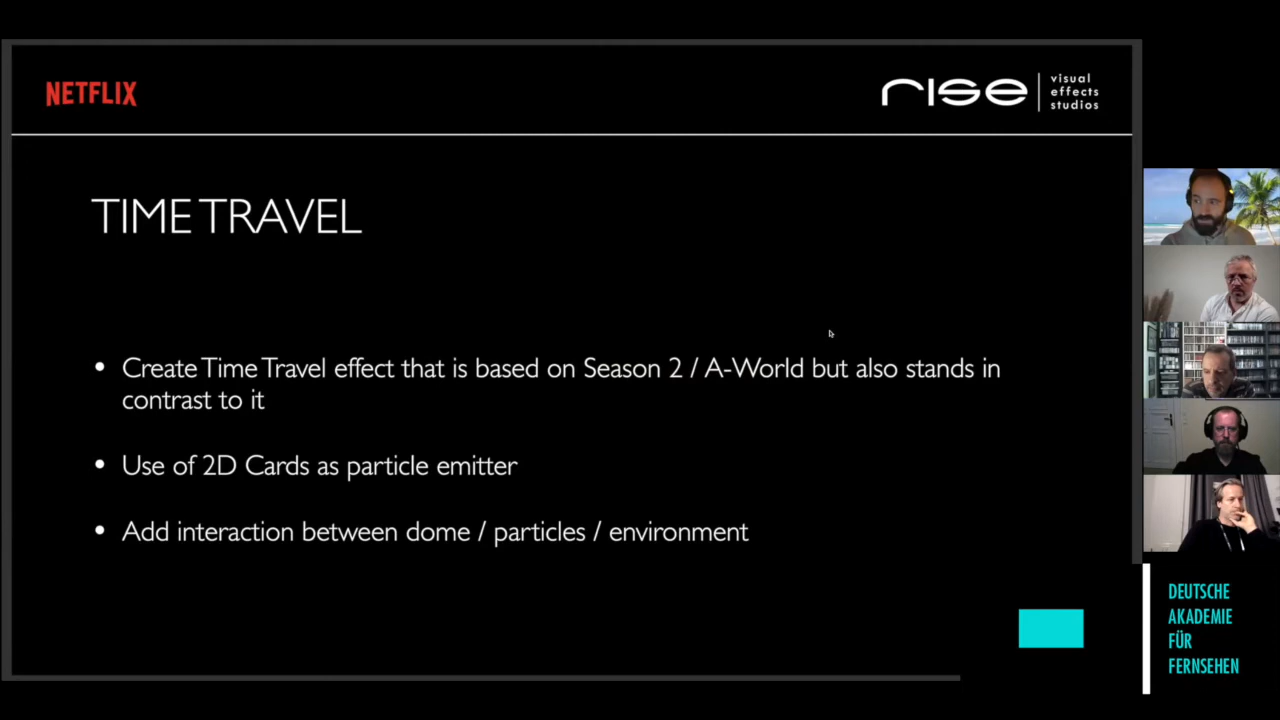 NETFLIX
rise
visual
effects
studios
TIME TRAVEL
• Create Time Travel effect that is based on Season 2 / A-World but also stands in
contrast to it
• Use of 2D Cards as particle emitter
• Add interaction between dome / particles / environment
DEUTSCHE
AKADEMIE
FÜR
FERNSEHEN